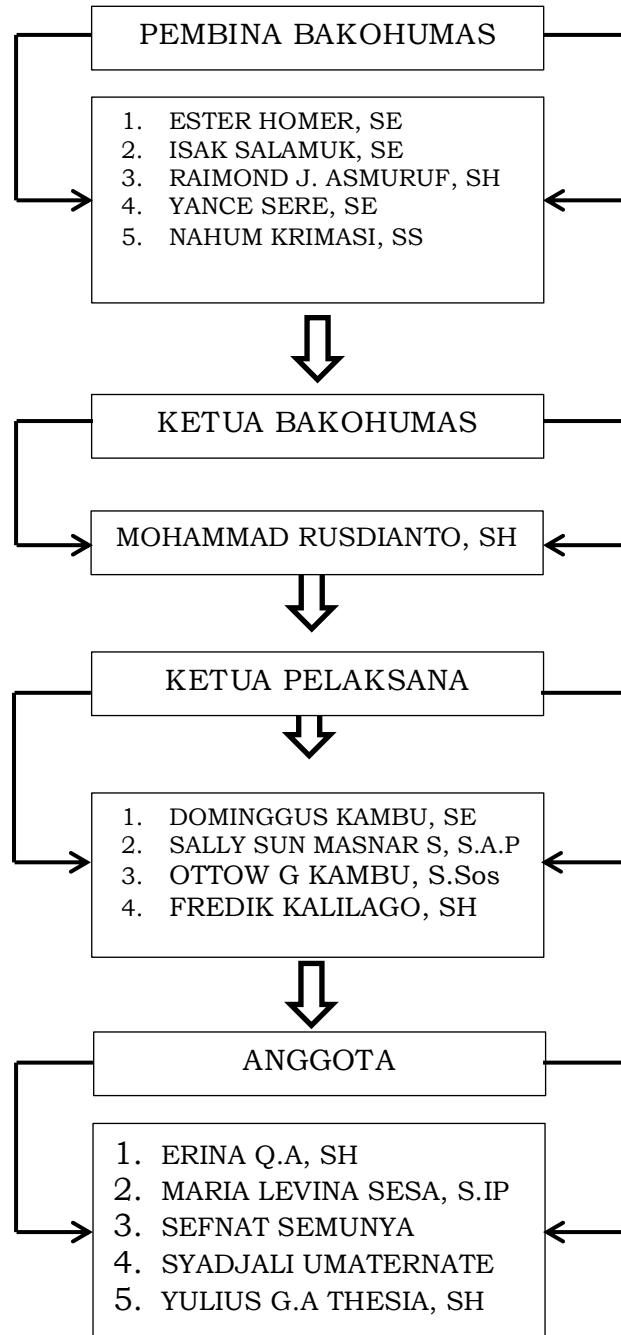 PEMBINA BAKOHUMAS
1. ESTER HOMER, SE
2. ISAK SALAMUK, SE
3. RAIMOND J. ASMURUF, SH
4. YANCE SERE, SE
5. NAHUM KRIMASI, SS
KETUA BAKOHUMAS
MOHAMMAD RUSDIANTO, SH
KETUA PELAKSANA
1. DOMINGGUS KAMBU, SE
2. SALLY SUN MASNAR S, S.A.P
3. OTTOW G KAMBU, S.Sos
4. FREDIK KALILAGO, SH
ANGGOTA
1. ERINA Q.A, SH
2. MARIA LEVINA SESA, S.IP
3. SEFNAT SEMUNYA
4. SYADJALI UMATERNATE
5. YULIUS G.A THESIA, SH